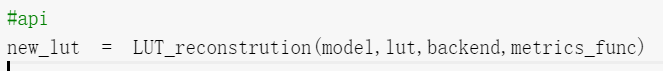 #api
new_lut  =  LUT_reconstrution(model,lut,backend,metrics_func)